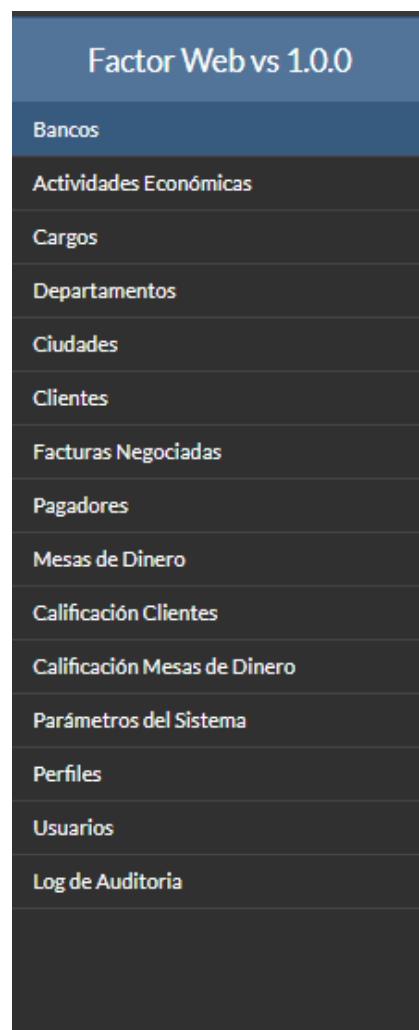 Factor Web vs 1.0.0
Bancos
Actividades Económicas
Cargos
Departamentos
Ciudades
Clientes
Facturas Negociadas
Pagadores
Mesas de Dinero
Calificación Clientes
Calificación Mesas de Dinero
Parámetros del Sistema
Perfiles
Usuarios
Log de Auditoria